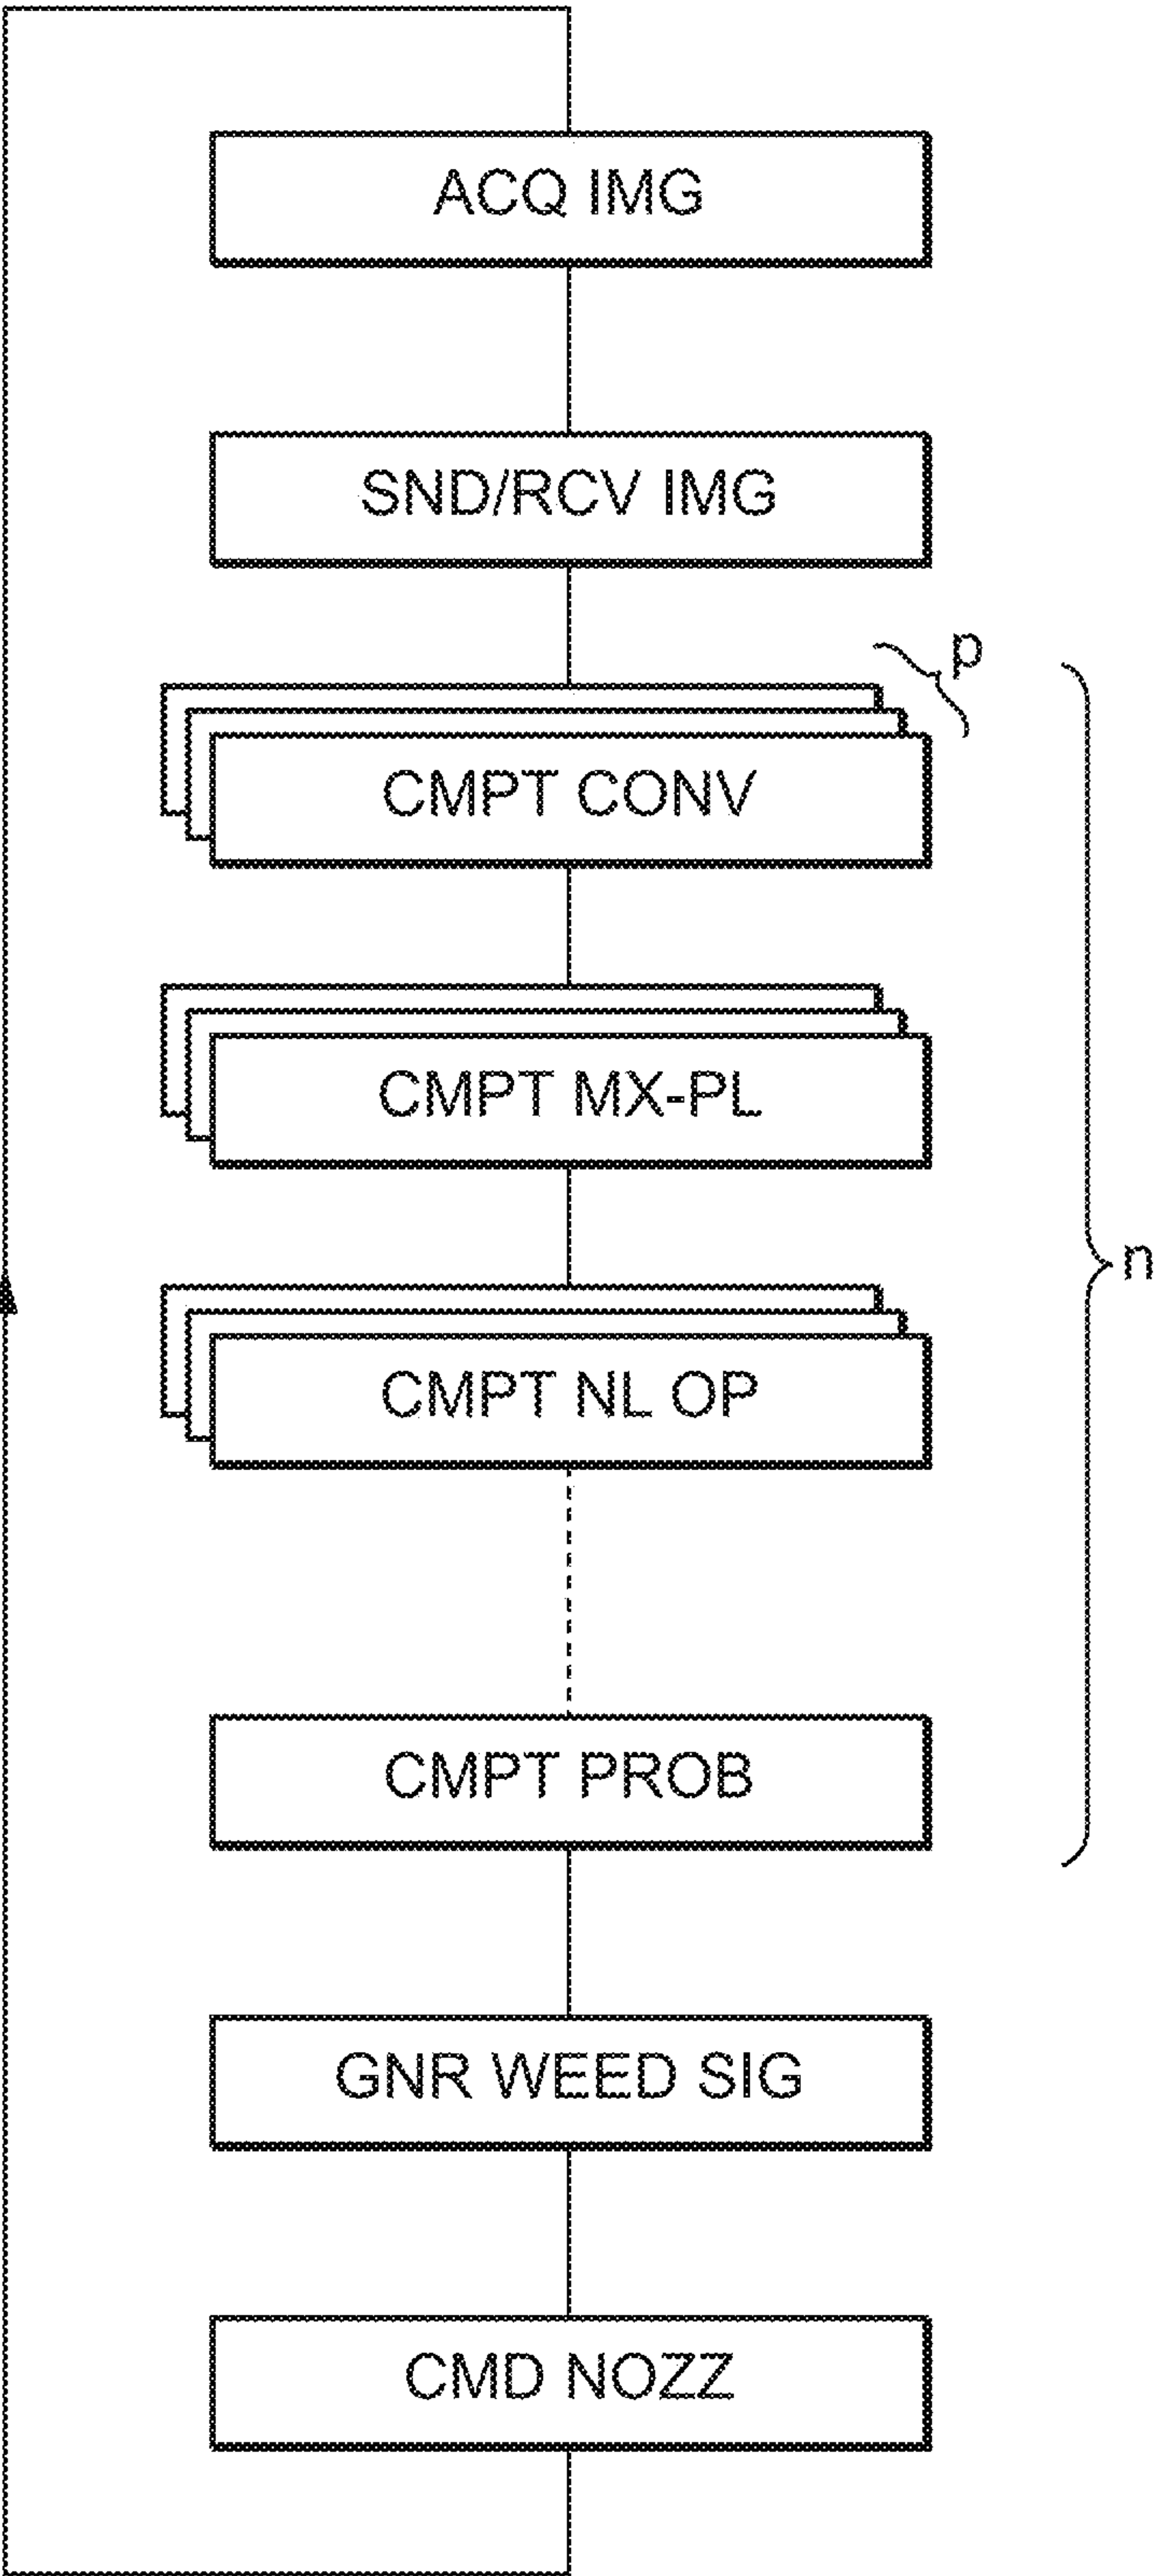 ACQ IMG
SND/RCV IMG
p
CMPT CONV
CMPT MX-PL
n
CMPT NL OP
CMPT PROB
GNR WEED SIG
CMD NOZZ